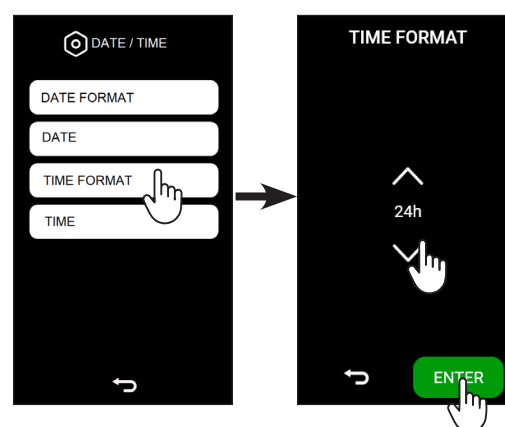 DATE / TIME
DATE FORMAT
DATE
TIME FORMAT
TIME
TIME FORMAT
24h
ENTER